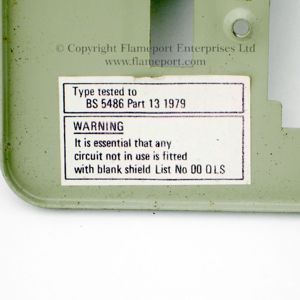 © Copyright Flameport Enterprises Ltd
www.flameport.com
Type tested to
BS 5486 Part 13 1979
WARNING
It is essential that any
circuit not in use is fitted
with blank shield List No 00 QLS